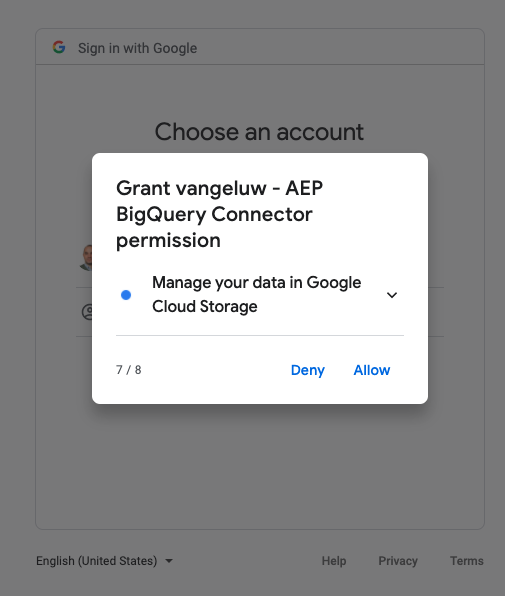 Sign in with Google
Choose an account
Grant vangeluw - AEP
BigQuery Connector
permission
Manage your data in Google
Cloud Storage
7 / 8
Deny
Allow
English (United States)
Help
Privacy
Terms